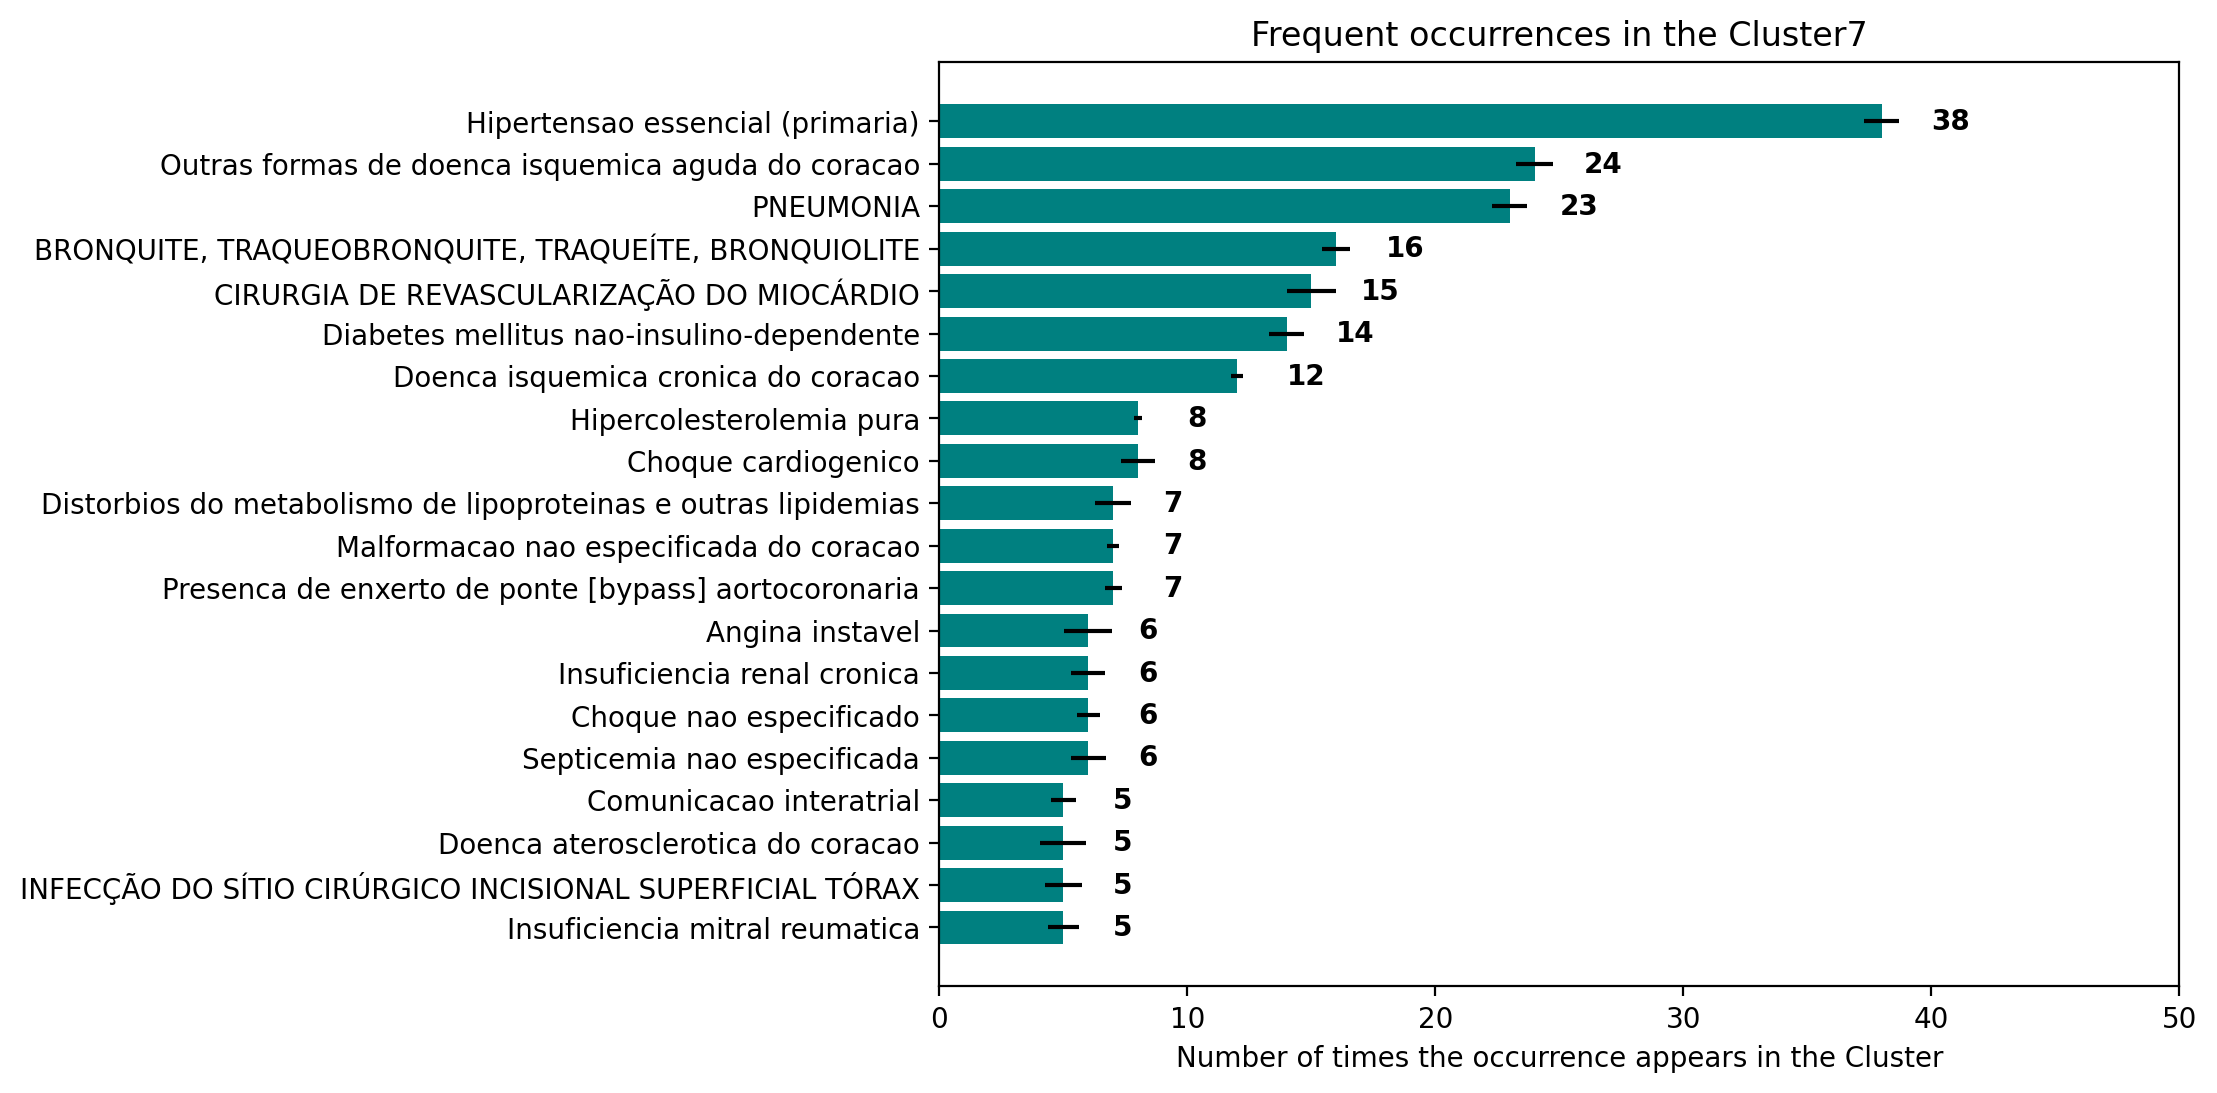 Frequent occurrences in the Cluster7
Hipertensao essencial (primaria) 38
Outras formas de doenca isquemica aguda do coracao 24
PNEUMONIA 23
BRONQUITE, TRAQUEOBRONQUITE, TRAQUEÍTE, BRONQUIOLITE 16
CIRURGIA DE REVASCULARIZAÇÃO DO MIOCÁRDIO 15
Diabetes mellitus nao-insulino-dependente 14
Doenca isquemica cronica do coracao 12
Hipercolesterolemia pura 8
Choque cardiogenico 8
Distorbios do metabolismo de lipoproteinas e outras lipidemias 7
Malformacao nao especificada do coracao 7
Presenca de enxerto de ponte [bypass] aortocoronaria 7
Angina instavel 6
Insuficiencia renal cronica 6
Choque nao especificado 6
Septicemia nao especificada 6
Comunicacao interatrial 5
Doenca aterosclerotica do coracao 5
INFECÇÃO DO SÍTIO CIRÚRGICO INCISIONAL SUPERFICIAL TÓRAX 5
Insuficiencia mitral reumatica 5
0 10 20 30 40 50
Number of times the occurrence appears in the Cluster